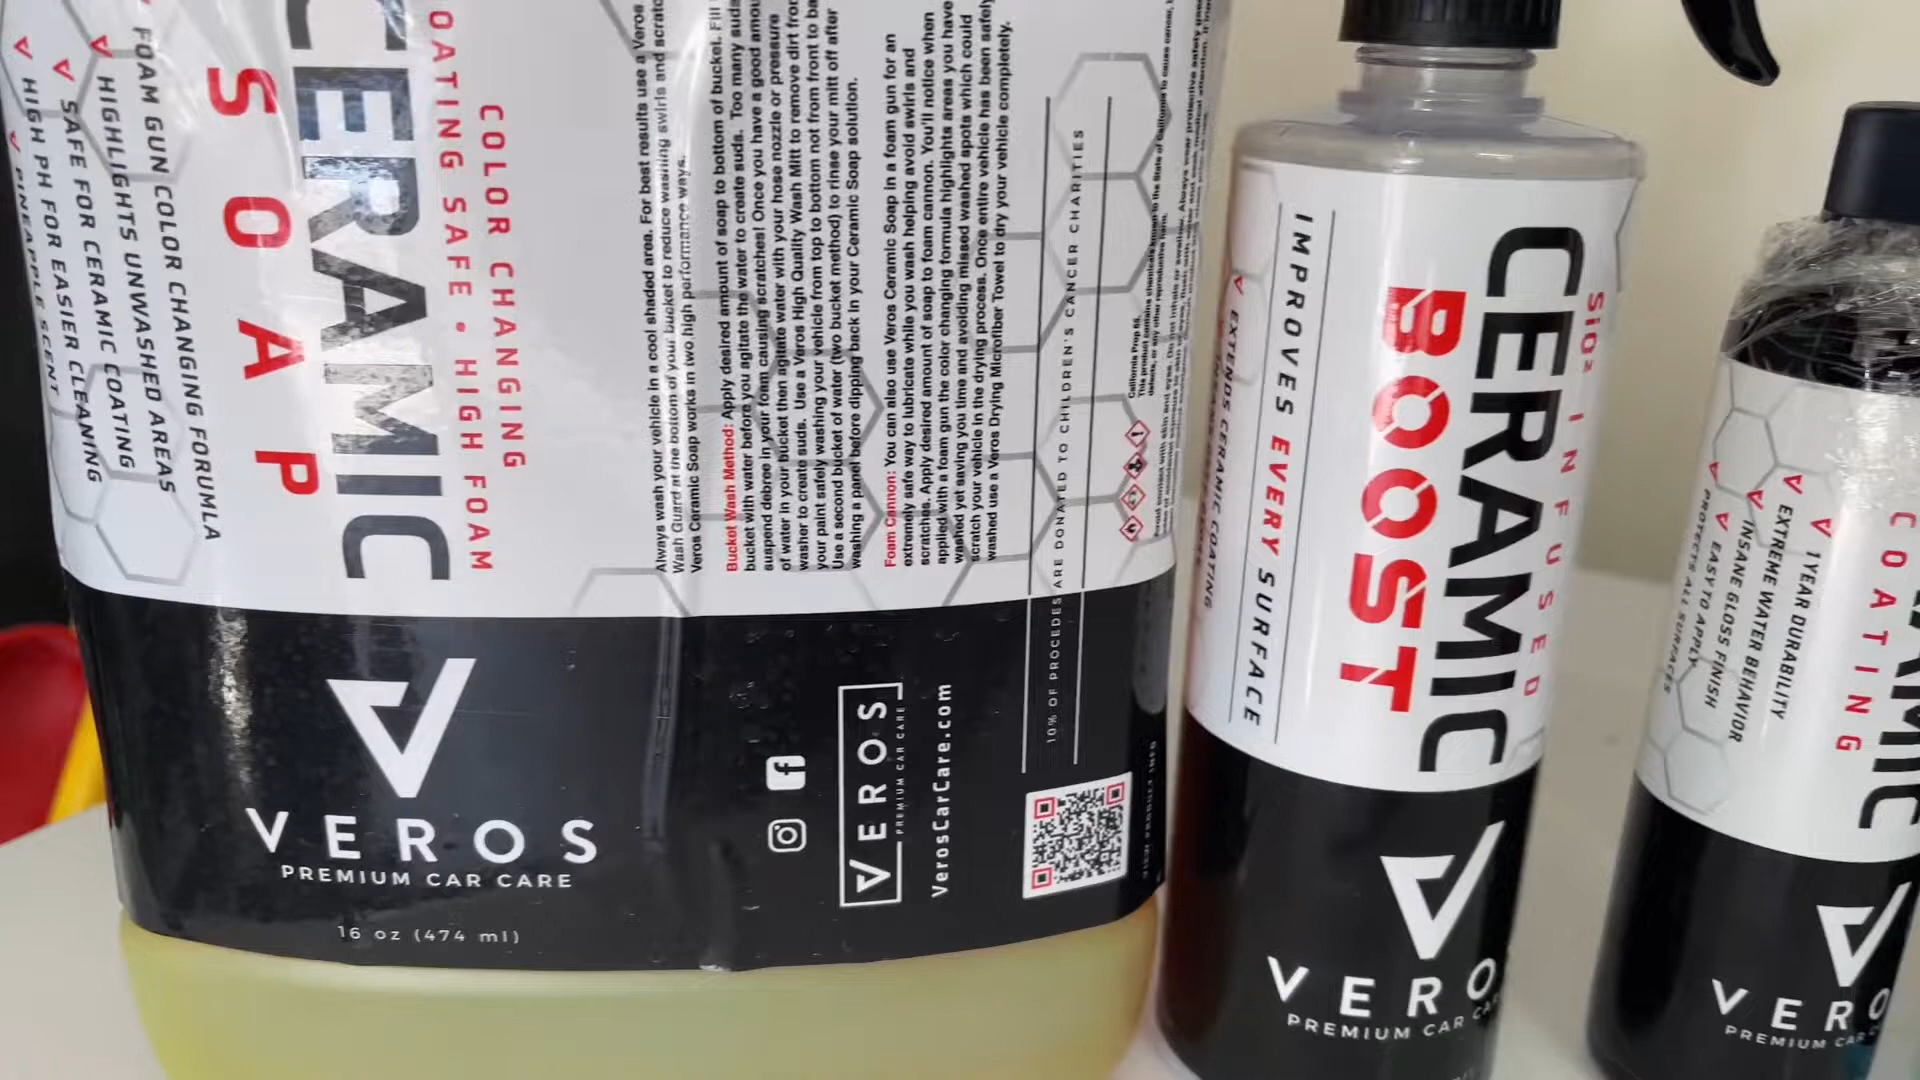 CERAMIC
SOAP
COLOR CHANGING
OATING SAFE • HIGH FOAM
FOAM GUN COLOR CHANGING FORUMLA
HIGHLIGHTS UNWASHED AREAS
SAFE FOR CERAMIC COATING
HIGH PH FOR EASIER CLEANING
PINEAPPLE SCENT
VEROS
PREMIUM CAR CARE
16 oz (474 ml)
Always wash your vehicle in a cool shaded area. For best results use a Veros
Wash Guard at the bottom of your bucket to reduce washing swirls and scratc
Veros Ceramic Soap works in two high performance ways.
Bucket Wash Method: Apply desired amount of soap to bottom of bucket. Fill
bucket with water before you agitate the water to create suds. Too many suds
suspend debree in your foam causing scratches! Once you have a good amou
of water in your bucket then agitate water with your hose nozzle or pressure
washer to create suds. Use a Veros High Quality Wash Mitt to remove dirt from
your paint safely washing your vehicle from top to bottom not from front to ba
Use a second bucket of water (two bucket method) to rinse your mitt off after
washing a panel before dipping back in your Ceramic Soap solution.
Foam Cannon: You can also use Veros Ceramic Soap in a foam gun for an
extremely safe way to lubricate while you wash helping avoid swirls and
scratches. Apply desired amount of soap to foam cannon. You'll notice when
applied with a foam gun the color changing formula highlights areas you have
washed yet saving you time and avoiding missed washed spots which could
scratch your vehicle in the drying process. Once entire vehicle has been safely
washed use a Veros Drying Microfiber Towel to dry your vehicle completely.
10% OF PROCEDES ARE DONATED TO CHILDREN'S CANCER CHARITIES
California Prop 65.
VEROS
PREMIUM CAR CARE
VerosCarCare.com
SiO2 INFUSED
CERAMIC
BOOST
IMPROVES EVERY SURFACE
EXTENDS CERAMIC COATING
VERO
PREMIUM CAR CAR
CERAMIC
COATING
1 YEAR DURABILITY
EXTREME WATER BEHAVIOR
INSANE GLOSS FINISH
EASY TO APPLY
PROTECTS ALL SURFACES
VERO
PREMIUM CAR C